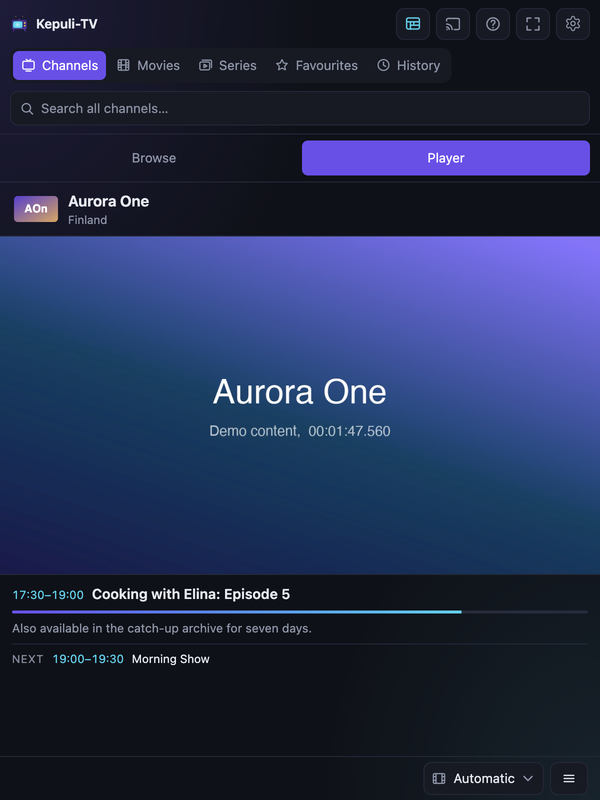 Kepuli-TV
Channels Movies Series Favourites History
Search all channels...
Browse Player
AOn
Aurora One
Finland
Aurora One
Demo content, 00:01:47.560
17:30–19:00 Cooking with Elina: Episode 5
Also available in the catch-up archive for seven days.
NEXT 19:00–19:30 Morning Show
Automatic